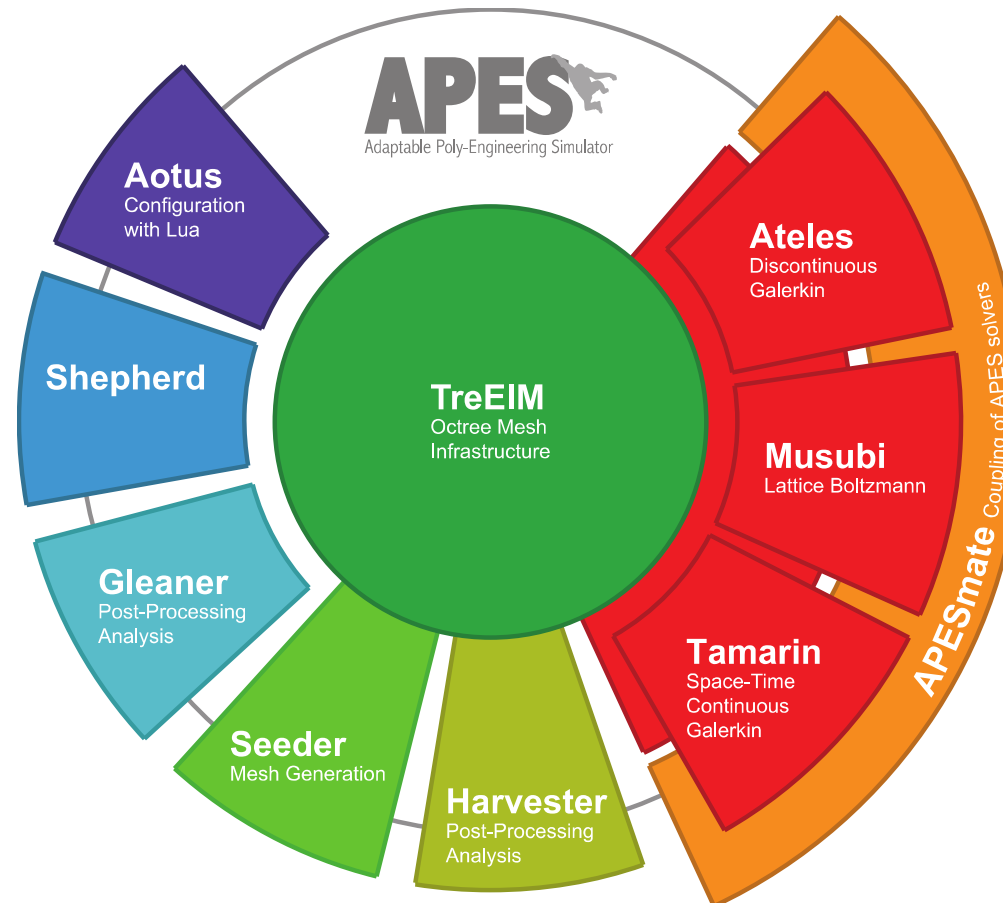 APES
Adaptable Poly-Engineering Simulator
Aotus
Configuration
with Lua
Shepherd
Gleaner
Post-Processing
Analysis
Seeder
Mesh Generation
Harvester
Post-Processing
Analysis
TreElM
Octree Mesh
Infrastructure
Ateles
Discontinuous
Galerkin
Musubi
Lattice Boltzmann
Tamarin
Space-Time
Continuous
Galerkin
APESmate Coupling of APES solvers